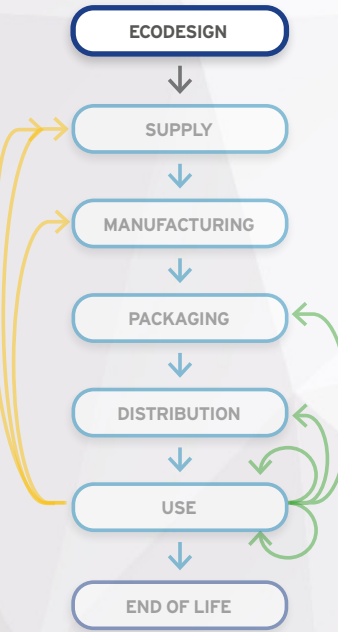 ECODESIGN
SUPPLY
MANUFACTURING
PACKAGING
DISTRIBUTION
USE
END OF LIFE